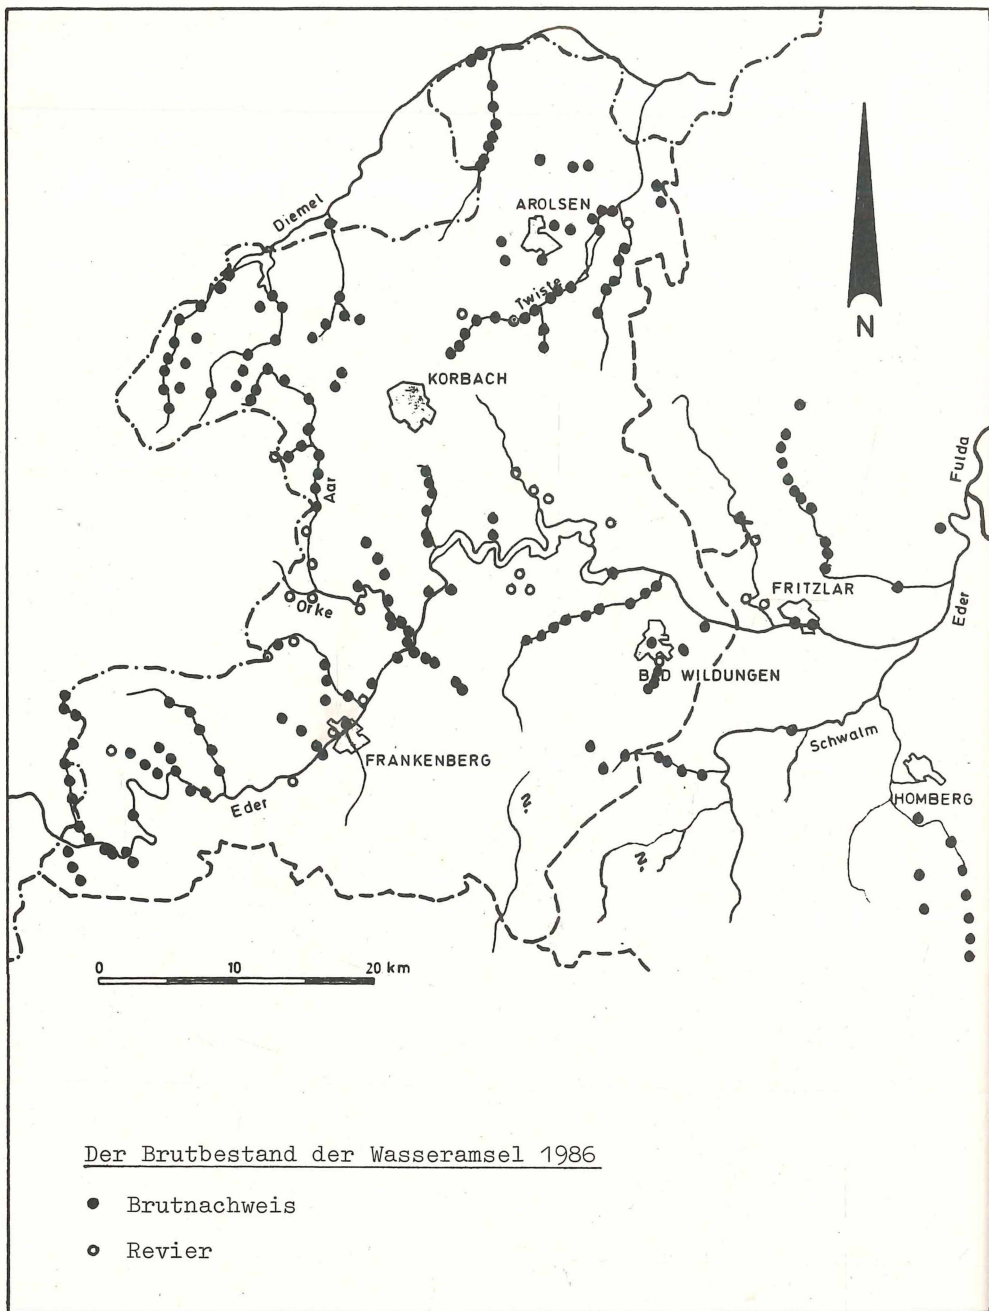 Diemel
AROLSEN
Twiste
N
KORBACH
Aar
Fulda
FRITZLAR
Orke
Eder
BAD WILDUNGEN
Schwalm
FRANKENBERG
Eder
?
?
HOMBERG
0 10 20 km
Der Brutbestand der Wasseramsel 1986
● Brutnachweis
o Revier